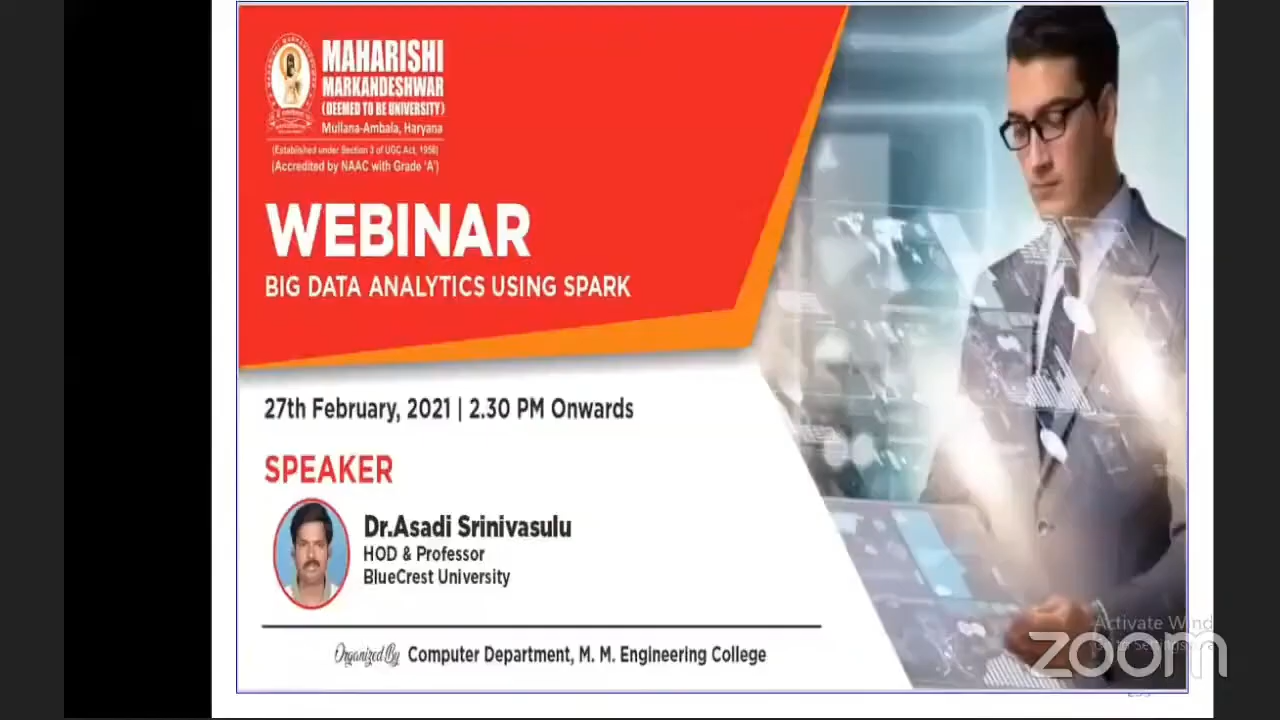 MAHARISHI
MARKANDESHWAR
(DEEMED TO BE UNIVERSITY)
Mullana-Ambala, Haryana
(Established under Section 3 of UGC Act, 1956)
(Accredited by NAAC with Grade 'A')
WEBINAR
BIG DATA ANALYTICS USING SPARK
27th February, 2021 | 2.30 PM Onwards
SPEAKER
Dr.Asadi Srinivasulu
HOD & Professor
BlueCrest University
Organized By Computer Department, M. M. Engineering College
Activate Wind
zoom